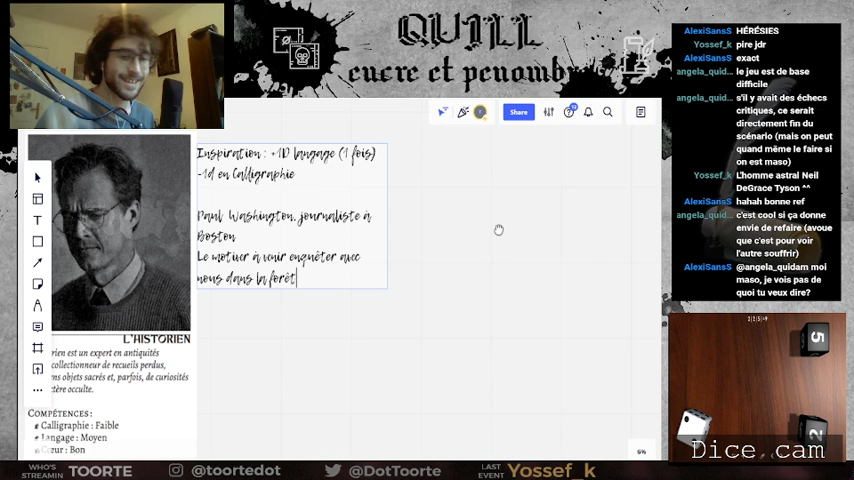 QUILL
encre et penomb
Share
Inspiration : +1D langage (1 fois)
-1d en Calligraphie
Paul Washington, journaliste à
Boston
Le motiver à venir enquêter avec
nous dans la forêt
L'HISTORIEN
rien est un expert en antiquités
collectionneur de recueils perdus,
ns objets sacrés et, parfois, de curiosités
ctère occulte.
COMPÉTENCES :
Calligraphie : Faible
Langage : Moyen
Cœur : Bon
6%
AlexiSansS HÉRÉSIES
Yossef_k pire jdr
AlexiSansS exact
angela_quid... le jeu est de base
difficile
angela_quid... s'il y avait des échecs
critiques, ce serait
directement fin du
scénario (mais on peut
quand même le faire si
on est maso)
Yossef_k L'homme astral Neil
DeGrace Tyson ^^
AlexiSansS hahah bonne ref
angela_quid... c'est cool si ça donne
envie de refaire (avoue
que c'est pour voir
l'autre souffrir)
AlexiSansS @angela_quidam moi
maso, je vois pas de
quoi tu veux dire?
5
2
Dice.cam
WHO'S
STREAMIN
TOORTE
@toortedot
@DotToorte
LAST
EVENT
Yossef_k